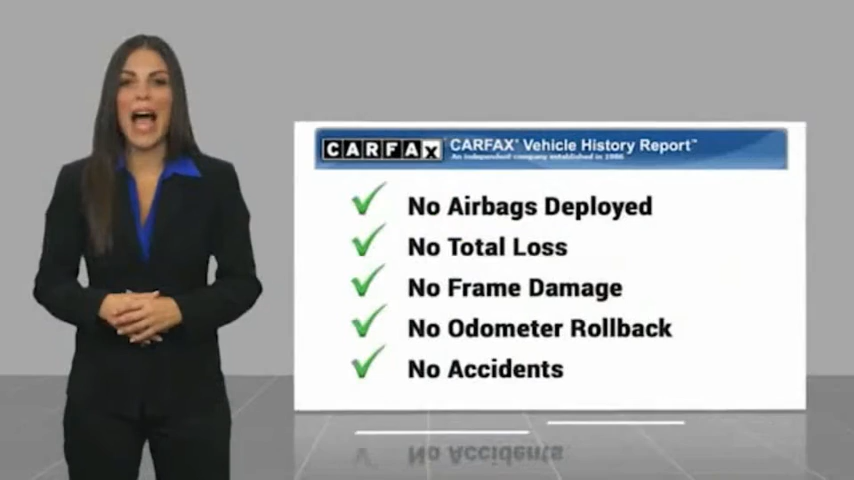 CARFAX CARFAX® Vehicle History Report™
An independent company established in 1986
No Airbags Deployed
No Total Loss
No Frame Damage
No Odometer Rollback
No Accidents
No Accidents